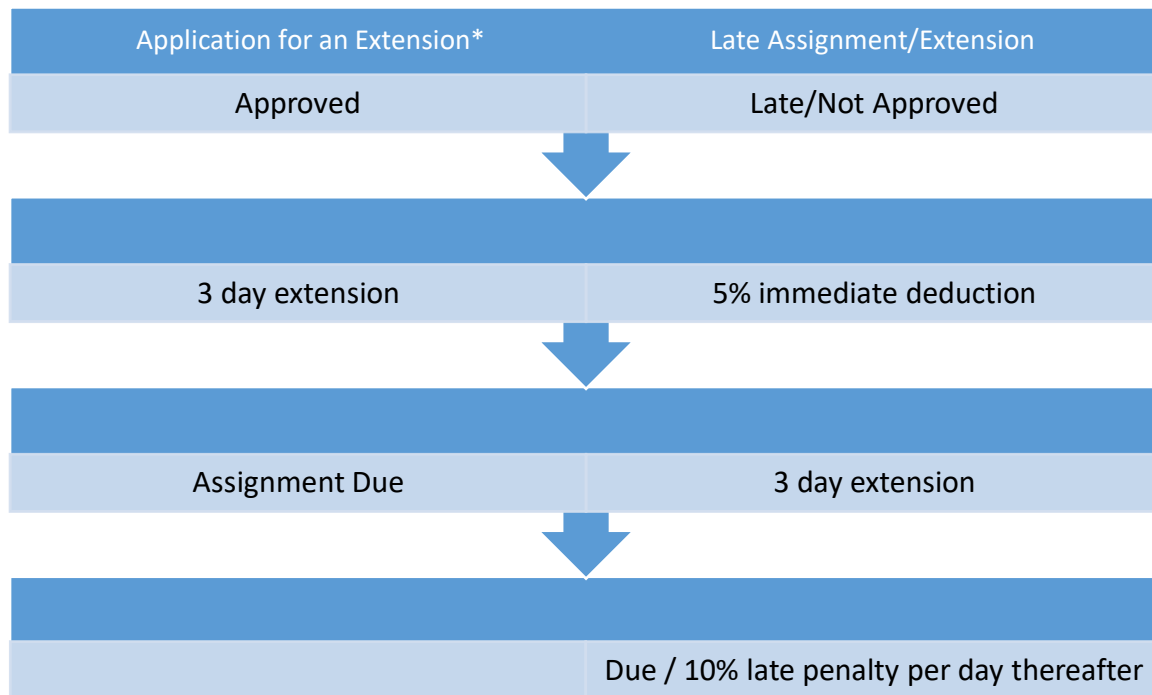 Application for an Extension*
Late Assignment/Extension
Approved
Late/Not Approved
3 day extension
5% immediate deduction
Assignment Due
3 day extension
Due / 10% late penalty per day thereafter